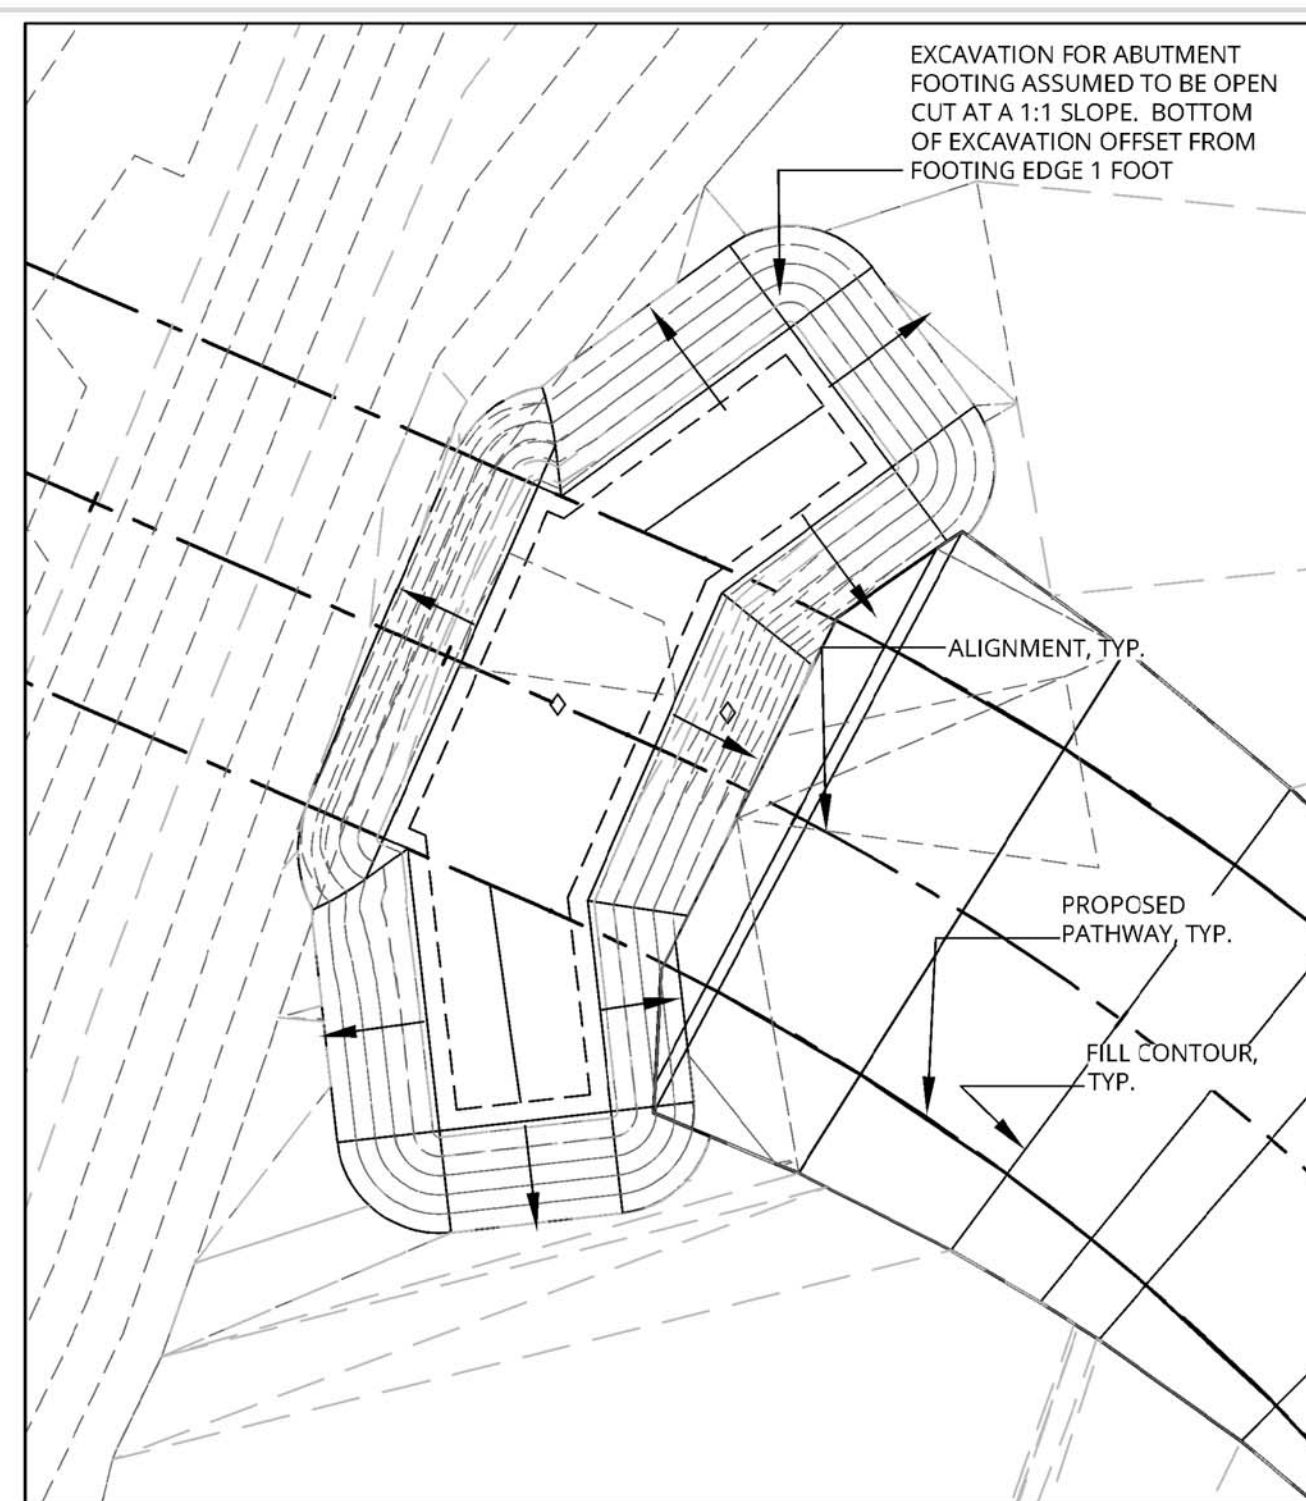 EXCAVATION FOR ABUTMENT
FOOTING ASSUMED TO BE OPEN
CUT AT A 1:1 SLOPE. BOTTOM
OF EXCAVATION OFFSET FROM
FOOTING EDGE 1 FOOT
ALIGNMENT, TYP.
PROPOSED
PATHWAY, TYP.
FILL CONTOUR,
TYP.